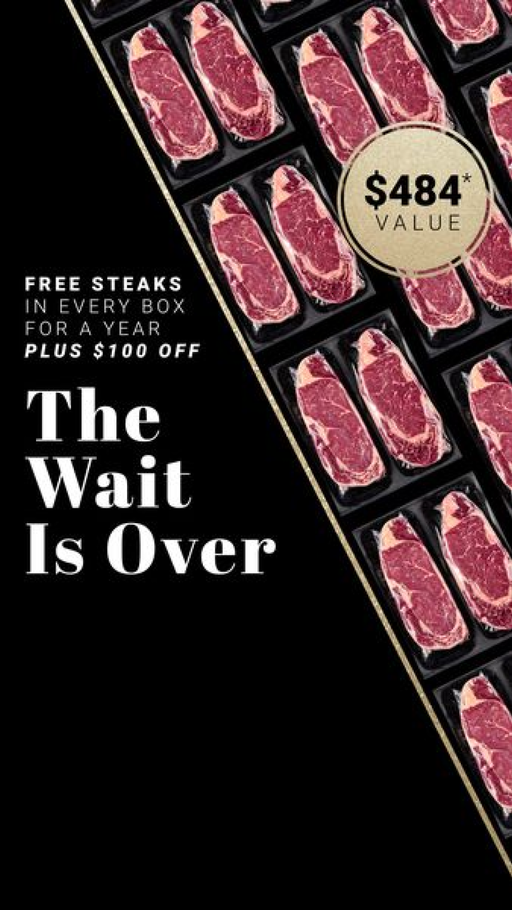 $484*
VALUE
FREE STEAKS
IN EVERY BOX
FOR A YEAR
PLUS $100 OFF
The
Wait
Is Over